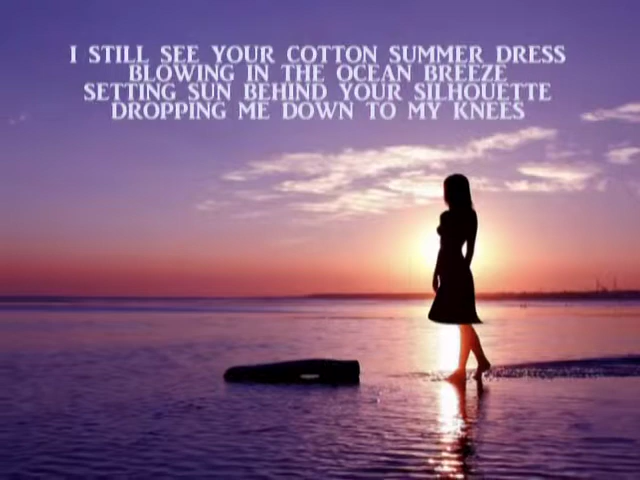 I STILL SEE YOUR COTTON SUMMER DRESS
BLOWING IN THE OCEAN BREEZE
SETTING SUN BEHIND YOUR SILHOUETTE
DROPPING ME DOWN TO MY KNEES